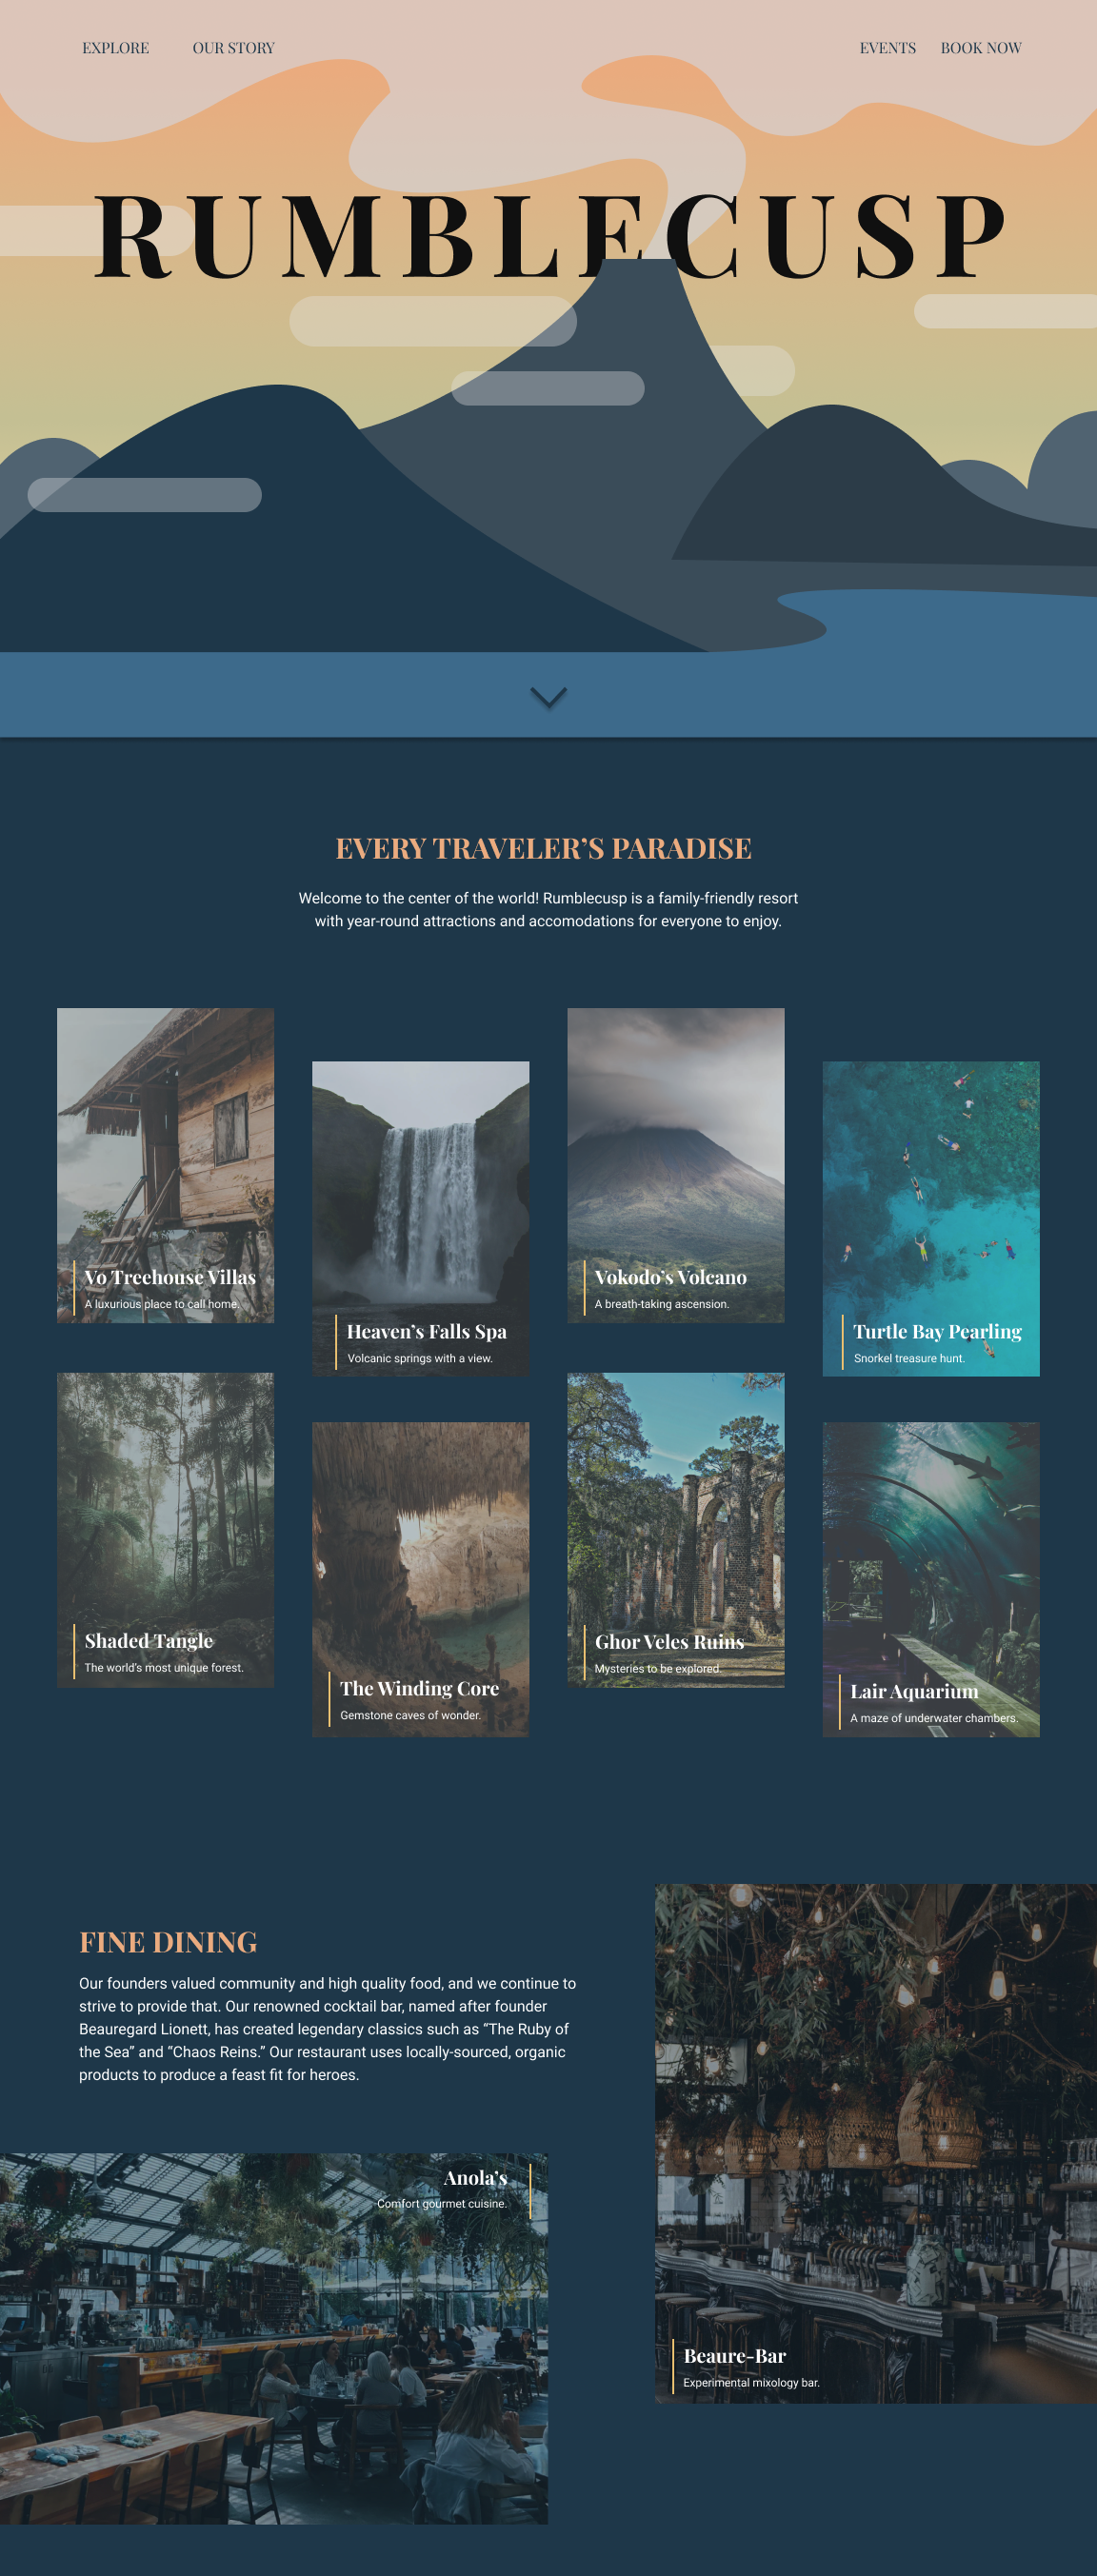 EXPLORE
OUR STORY
EVENTS
BOOK NOW
RUMBLECUSP
EVERY TRAVELER’S PARADISE
Welcome to the center of the world! Rumblecusp is a family-friendly resort
with year-round attractions and accomodations for everyone to enjoy.
Vo Treehouse Villas
A luxurious place to call home.
Heaven’s Falls Spa
Volcanic springs with a view.
Vokodo’s Volcano
A breath-taking ascension.
Turtle Bay Pearling
Snorkel treasure hunt.
Shaded Tangle
The world’s most unique forest.
The Winding Core
Gemstone caves of wonder.
Ghor Veles Ruins
Mysteries to be explored.
Lair Aquarium
A maze of underwater chambers.
FINE DINING
Our founders valued community and high quality food, and we continue to
strive to provide that. Our renowned cocktail bar, named after founder
Beauregard Lionett, has created legendary classics such as “The Ruby of
the Sea” and “Chaos Reins.” Our restaurant uses locally-sourced, organic
products to produce a feast fit for heroes.
Anola’s
Comfort gourmet cuisine.
Beaure-Bar
Experimental mixology bar.